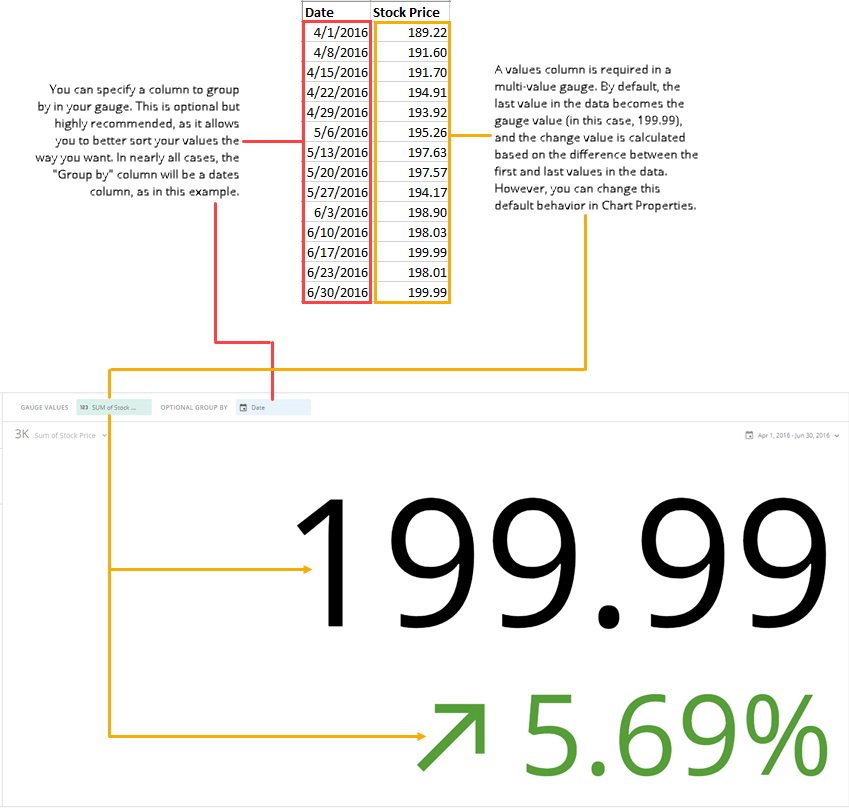 Date Stock Price
4/1/2016 189.22
4/8/2016 191.60
4/15/2016 191.70
4/22/2016 194.91
4/29/2016 193.92
5/6/2016 195.26
5/13/2016 197.63
5/20/2016 197.57
5/27/2016 194.17
6/3/2016 198.90
6/10/2016 198.03
6/17/2016 199.99
6/23/2016 198.01
6/30/2016 199.99
You can specify a column to group
by in your gauge. This is optional but
highly recommended, as it allows
you to better sort your values the
way you want. In nearly all cases, the
"Group by" column will be a dates
column, as in this example.
A values column is required in a
multi-value gauge. By default, the
last value in the data becomes the
gauge value (in this case, 199.99),
and the change value is calculated
based on the difference between the
first and last values in the data.
However, you can change this
default behavior in Chart Properties.
GAUGE VALUES 123 SUM of Stock ... OPTIONAL GROUP BY Date
3K Sum of Stock Price Apr 1, 2016 - Jun 30, 2016
199.99
5.69%